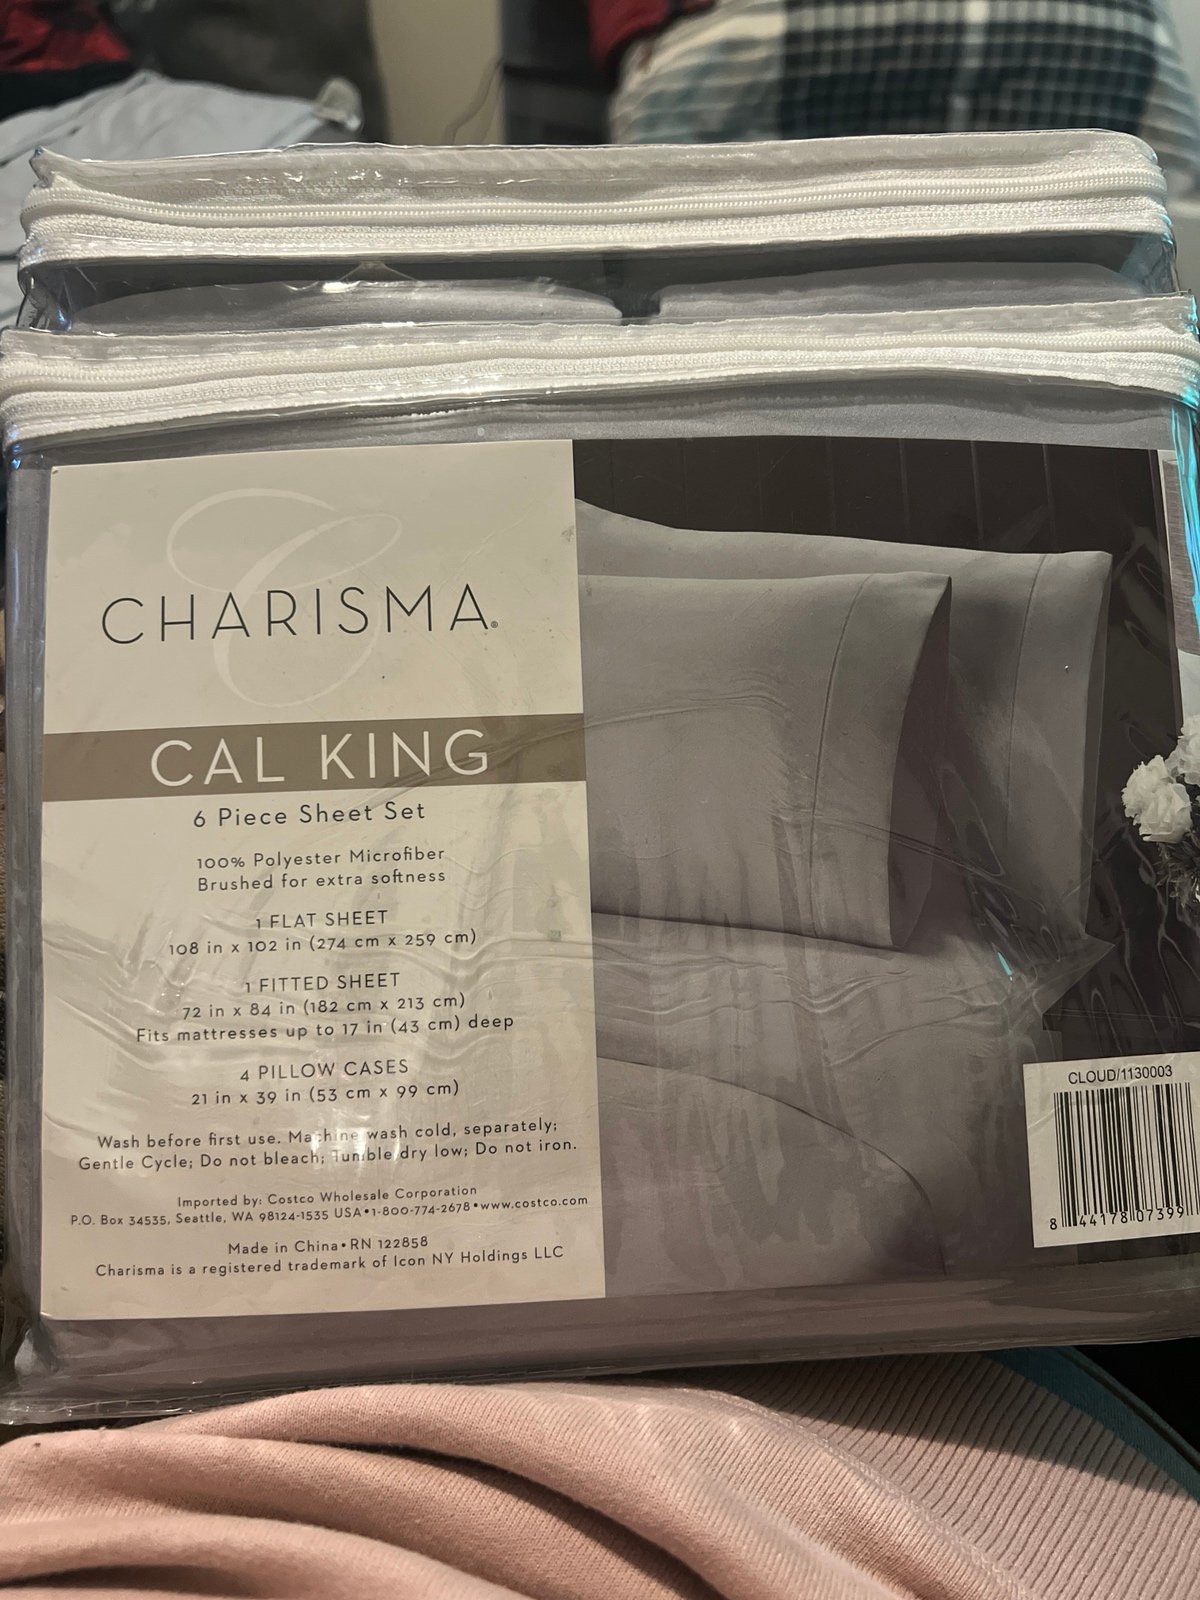 CHARISMA®
CAL KING
6 Piece Sheet Set
100% Polyester Microfiber
Brushed for extra softness
1 FLAT SHEET
108 in x 102 in (274 cm x 259 cm)
1 FITTED SHEET
72 in x 84 in (182 cm x 213 cm)
Fits mattresses up to 17 in (43 cm) deep
4 PILLOW CASES
21 in x 39 in (53 cm x 99 cm)
Wash before first use. Machine wash cold, separately;
Gentle Cycle; Do not bleach; Tumble dry low; Do not iron.
Imported by: Costco Wholesale Corporation
P.O. Box 34535, Seattle, WA 98124-1535 USA•1-800-774-2678•www.costco.com
Made in China•RN 122858
Charisma is a registered trademark of Icon NY Holdings LLC
CLOUD/1130003
8 44178 07399